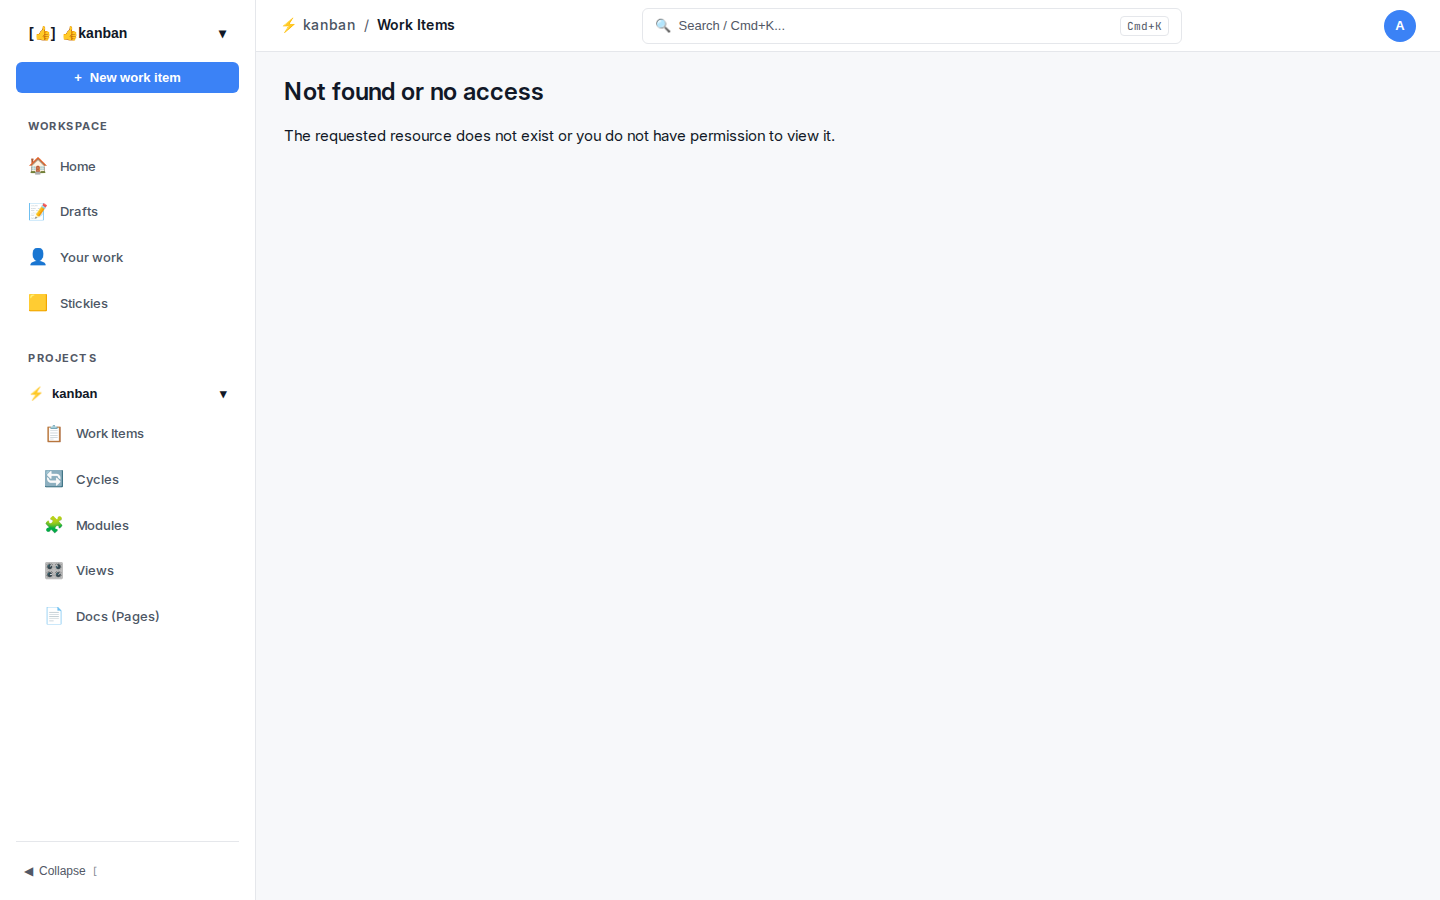 [👍] 👍kanban ▼
+ New work item
WORKSPACE
🏠 Home
📝 Drafts
👤 Your work
🟨 Stickies
PROJECTS
⚡ kanban ▼
📋 Work Items
🔄 Cycles
🧩 Modules
🎛️ Views
📄 Docs (Pages)
◀ Collapse [
⚡ kanban / Work Items
🔍 Search / Cmd+K... Cmd+K
A
Not found or no access
The requested resource does not exist or you do not have permission to view it.